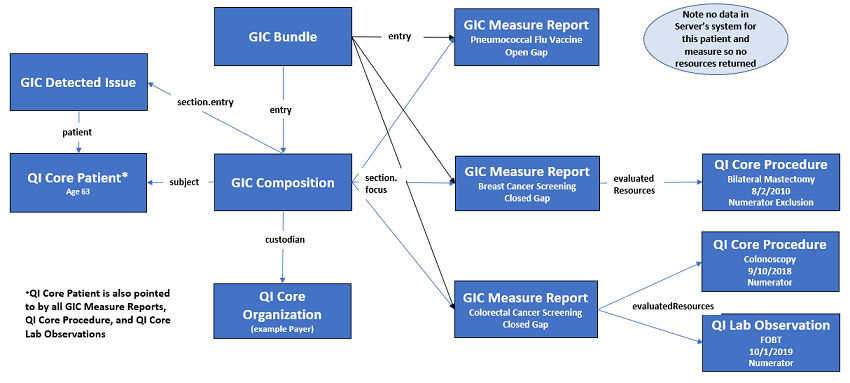 GIC Bundle
entry
GIC Measure Report
Pneumococcal Flu Vaccine
Open Gap
Note no data in
Server's system for
this patient and
measure so no
resources returned
GIC Detected Issue
section.entry
entry
patient
QI Core Patient*
Age 63
subject
GIC Composition
section.
focus
GIC Measure Report
Breast Cancer Screening
Closed Gap
evaluated
Resources
QI Core Procedure
Bilateral Mastectomy
8/2/2010
Numerator Exclusion
custodian
QI Core Procedure
Colonoscopy
9/10/2018
Numerator
*QI Core Patient is also pointed
to by all GIC Measure Reports,
QI Core Procedure, and QI Core
Lab Observations
QI Core
Organization
(example Payer)
GIC Measure Report
Colorectal Cancer Screening
Closed Gap
evaluatedResources
QI Lab Observation
FOBT
10/1/2019
Numerator